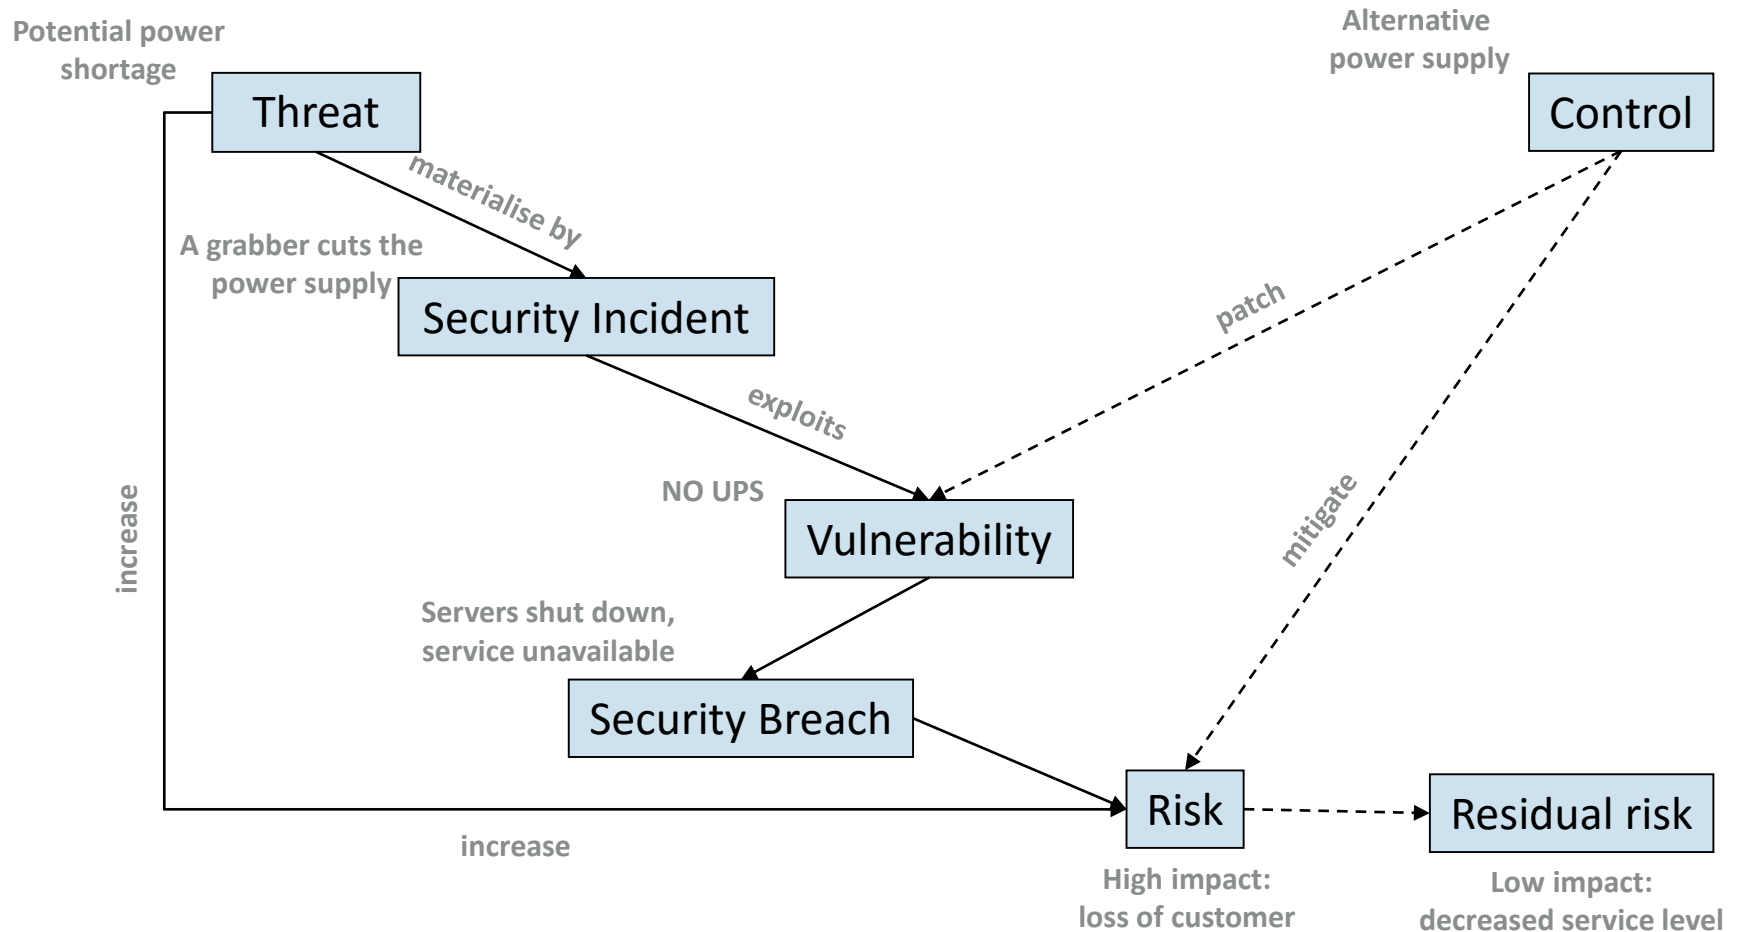 Potential power
shortage
Alternative
power supply
Threat
Control
materialise by
A grabber cuts the
power supply
Security Incident
patch
exploits
NO UPS
Vulnerability
mitigate
increase
Servers shut down,
service unavailable
Security Breach
Risk
Residual risk
increase
High impact:
loss of customer
Low impact:
decreased service level